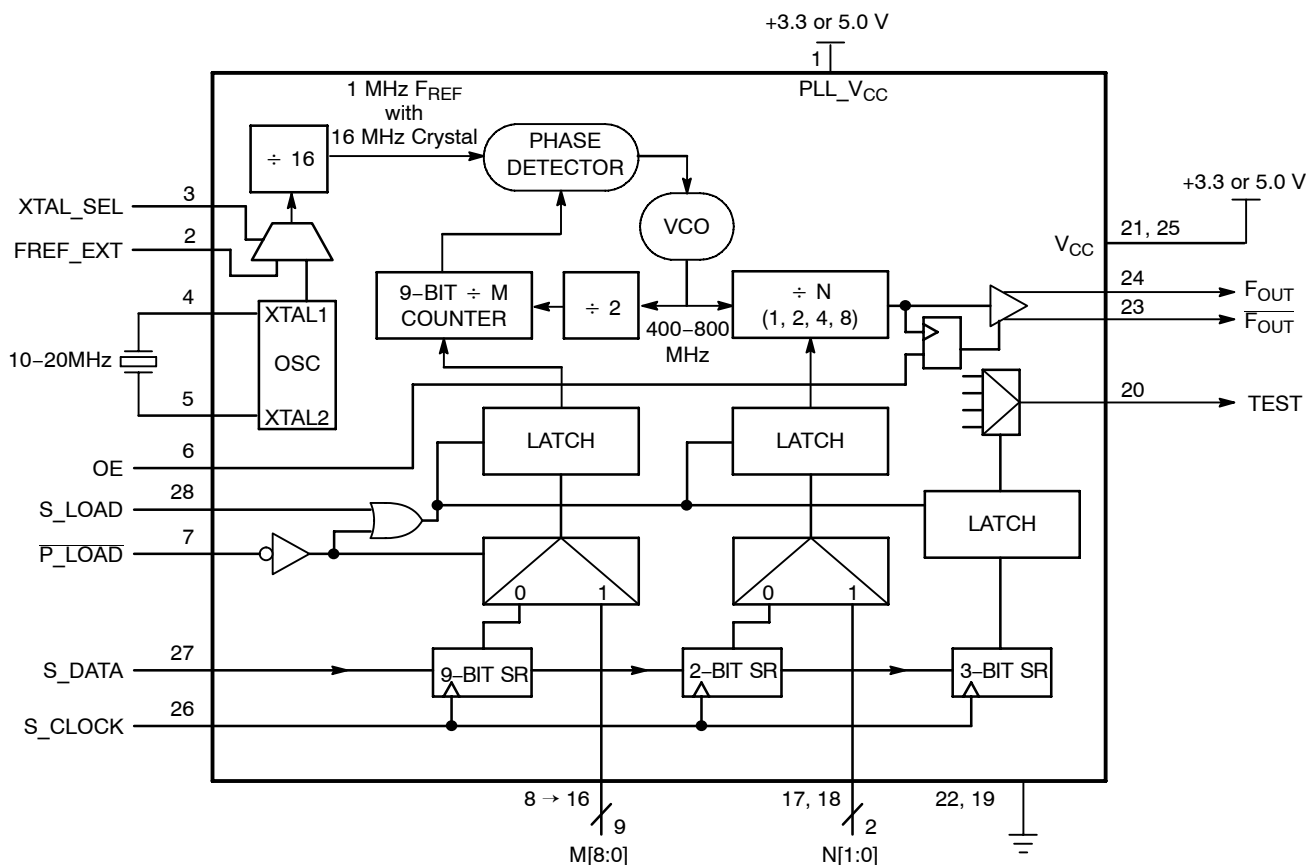 +3.3 or 5.0 V
1
PLL_VCC
1 MHz FREF
with
16 MHz Crystal
÷ 16
PHASE
DETECTOR
VCO
XTAL_SEL
3
FREF_EXT
2
+3.3 or 5.0 V
21, 25
VCC
4
XTAL1
OSC
XTAL2
10−20MHz
5
9−BIT ÷ M
COUNTER
÷ 2
400−800
MHz
÷ N
(1, 2, 4, 8)
24
FOUT
23
FOUT
20
TEST
OE
6
LATCH
LATCH
LATCH
S_LOAD
28
P_LOAD
7
0
1
0
1
S_DATA
27
9−BIT SR
2−BIT SR
3−BIT SR
S_CLOCK
26
8 → 16
9
M[8:0]
17, 18
2
N[1:0]
22, 19